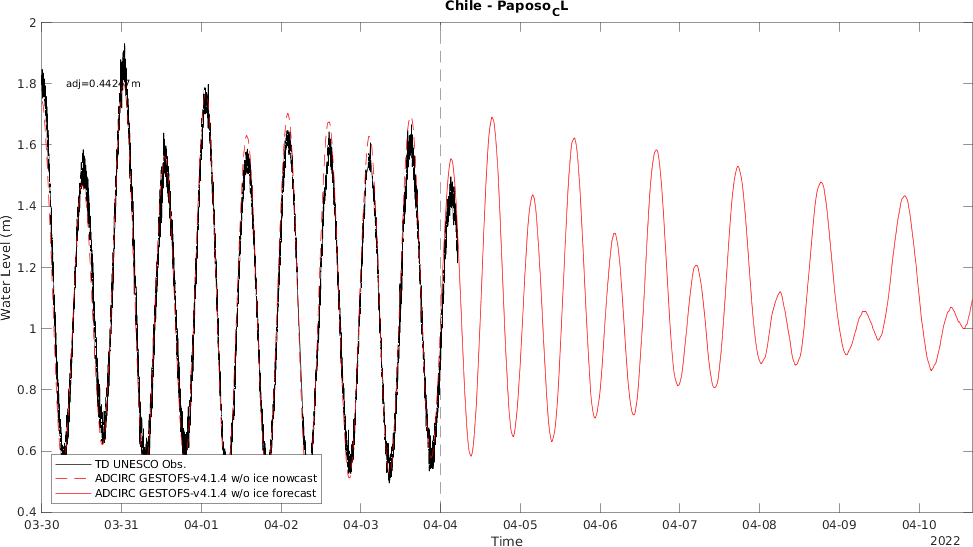 Chile - PaposoCL
2
1.8
1.6
1.4
1.2
1
0.8
0.6
0.4
Water Level (m)
adj=0.44247m
TD UNESCO Obs.
ADCIRC GESTOFS-v4.1.4 w/o ice nowcast
ADCIRC GESTOFS-v4.1.4 w/o ice forecast
03-30 03-31 04-01 04-02 04-03 04-04 04-05 04-06 04-07 04-08 04-09 04-10
Time
2022